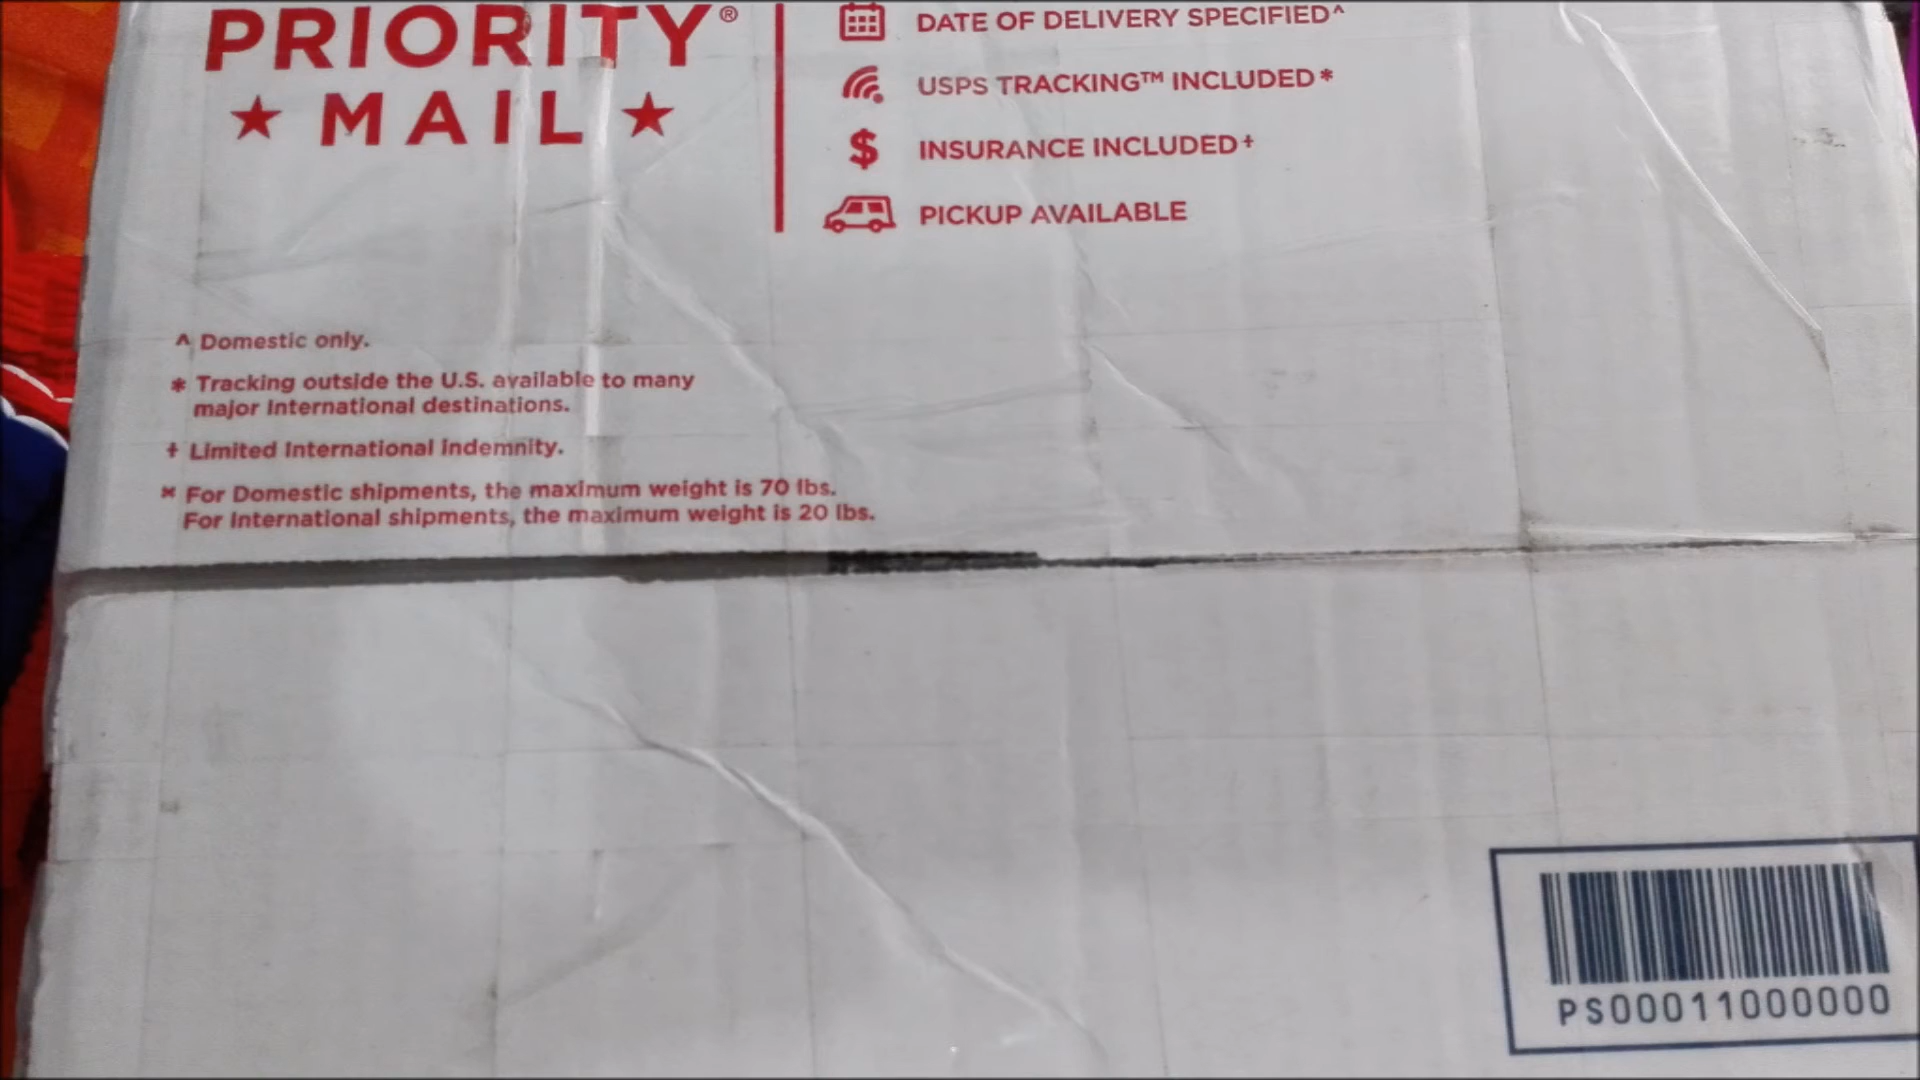 PRIORITY®
★ MAIL ★
DATE OF DELIVERY SPECIFIED^
USPS TRACKING™ INCLUDED*
$ INSURANCE INCLUDED†
PICKUP AVAILABLE
^ Domestic only.
* Tracking outside the U.S. available to many
major International destinations.
† Limited International indemnity.
× For Domestic shipments, the maximum weight is 70 lbs.
For International shipments, the maximum weight is 20 lbs.
PS00011000000